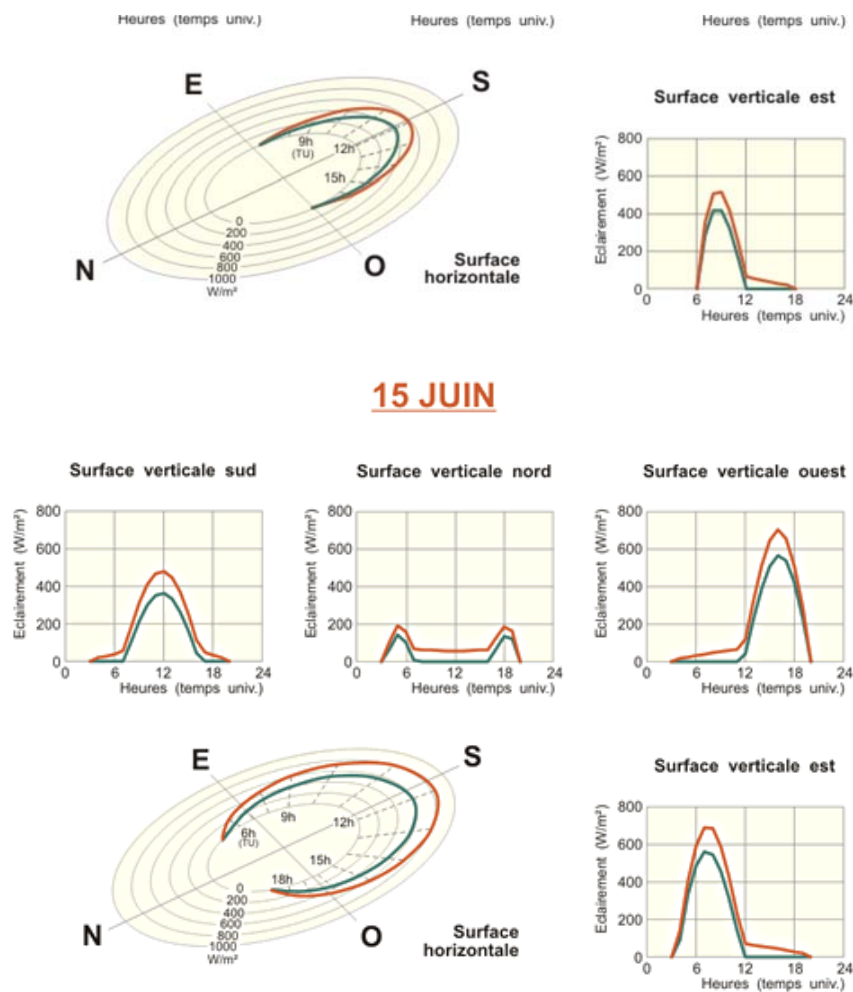 Heures (temps univ.) Heures (temps univ.) Heures (temps univ.)
E S
Surface verticale est
9h
(TU)
12h
15h
0
200
400
600
800
1000
W/m²
N O
Surface
horizontale
Eclairement (W/m²)
800
600
400
200
0
0 6 12 18 24
Heures (temps univ.)
15 JUIN
Surface verticale sud
Eclairement (W/m²)
800
600
400
200
0
0 6 12 18 24
Heures (temps univ.)
Surface verticale nord
Eclairement (W/m²)
800
600
400
200
0
0 6 12 18 24
Heures (temps univ.)
Surface verticale ouest
Eclairement (W/m²)
800
600
400
200
0
0 6 12 18 24
Heures (temps univ.)
E S
6h
(TU)
9h
12h
15h
18h
0
200
400
600
800
1000
W/m²
N O
Surface
horizontale
Surface verticale est
Eclairement (W/m²)
800
600
400
200
0
0 6 12 18 24
Heures (temps univ.)